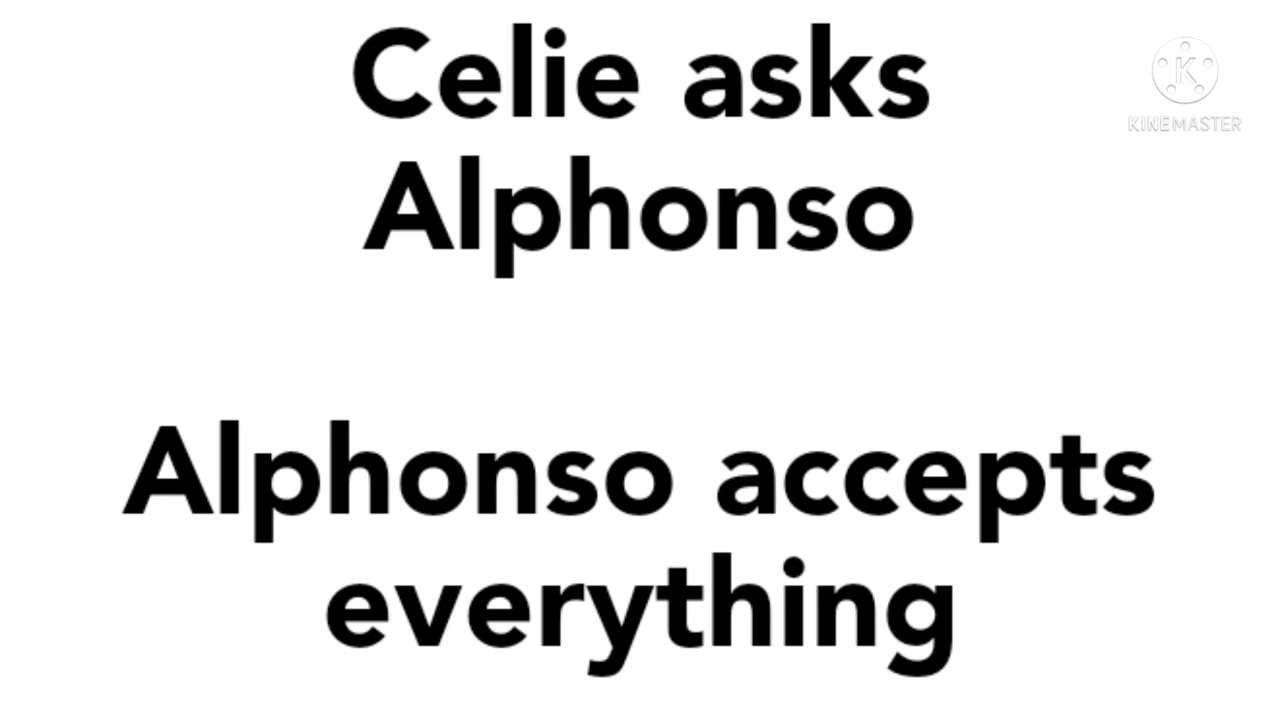 Celie asks
Alphonso
Alphonso accepts
everything
K
KINEMASTER